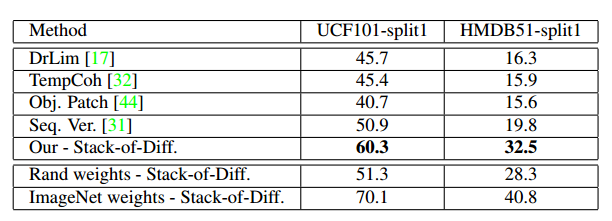 Method UCF101-split1 HMDB51-split1
DrLim [17] 45.7 16.3
TempCoh [32] 45.4 15.9
Obj. Patch [44] 40.7 15.6
Seq. Ver. [31] 50.9 19.8
Our - Stack-of-Diff. 60.3 32.5
Rand weights - Stack-of-Diff. 51.3 28.3
ImageNet weights - Stack-of-Diff. 70.1 40.8